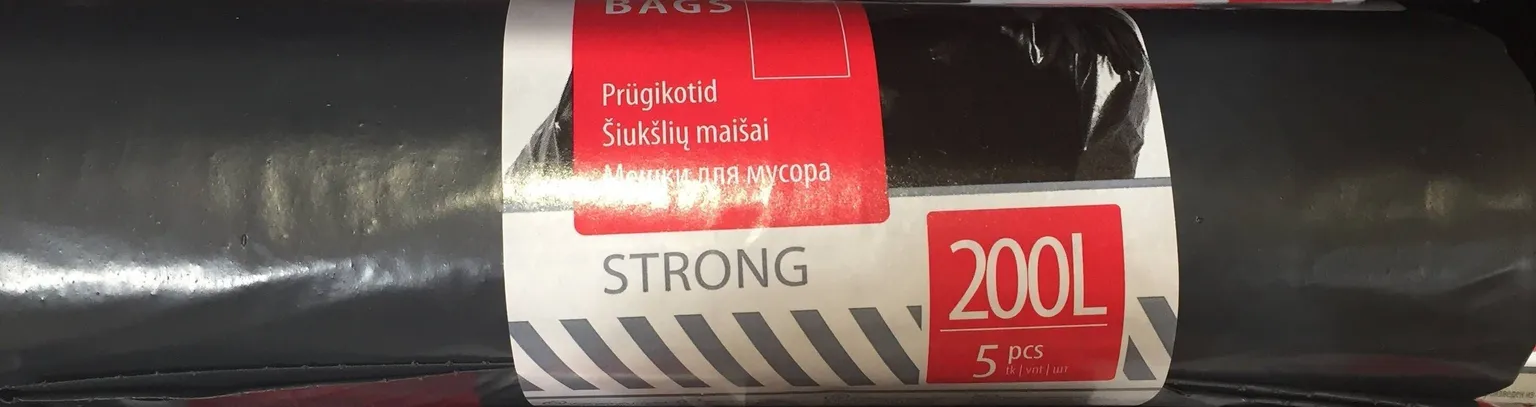 BAGS
Prügikotid
Šiukšlių maišai
Мешки для мусора
STRONG
200L
5 pcs
tk | vnt | шт